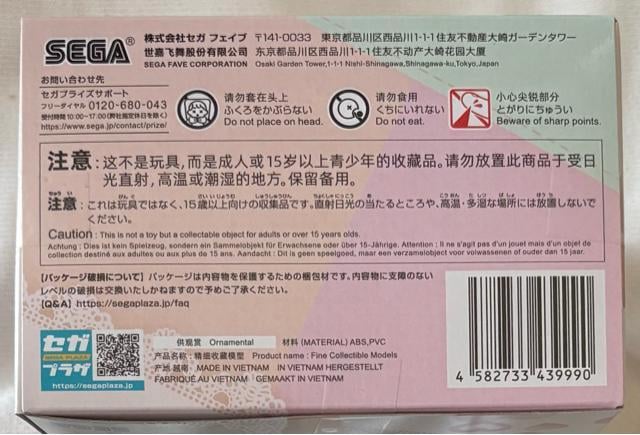 SEGA®
株式会社セガ フェイブ 〒141-0033 東京都品川区西品川1-1-1住友不動産大崎ガーデンタワー
世嘉飞舞股份有限公司 东京都品川区西品川1-1-1住友不动产大崎花园大厦
SEGA FAVE CORPORATION Osaki Garden Tower,1-1-1 Nishi-Shinagawa,Shinagawa-ku,Tokyo,Japan
お問い合わせ先
セガプライズサポート
フリーダイヤル 0120-680-043
受付時間 10:00~17:00(弊社指定休日を除く)
https://www.sega.jp/contact/prize/
请勿套在头上
ふくろをかぶらない
Do not place on head.
请勿食用
くちにいれない
Do not eat.
小心尖锐部分
とがりにちゅうい
Beware of sharp points.
注意:这不是玩具,而是成人或15岁以上青少年的收藏品。请勿放置此商品于受日
光直射,高温或潮湿的地方。保留备用。
注意:これは玩具ではなく、15歳以上向けの収集品です。直射日光の当たるところや、高温・多湿な場所には放置しないで
ください。
Caution : This is not a toy but a collectable object for adults or over 15 years olds.
Achtung : Dies ist kein Spielzeug, sondern ein Sammelobjekt für Erwachsene oder über 15-Jährige. Attention : Il ne s'agit pas d'un jouet mais d'un objet de
collection destiné aux adultes ou aux plus de 15 ans. Aandacht : Dit is geen speelgoed, maar een verzamelobject voor volwassenen of ouder dan 15 jaar.
【パッケージ破損について】パッケージは内容物を保護するための梱包材です。内容物に支障のない
レベルの破損は交換いたしかねますので予めご了承ください。
【Q&A】https://segaplaza.jp/faq
セガ
SEGA PLAZA
プラザ
https://segaplaza.jp/
供观赏 Ornamental 材料 (MATERIAL) ABS,PVC
产品名称:精细收藏模型 Product name : Fine Collectible Models
产地:越南 MADE IN VIETNAM IN VIETNAM HERGESTELLT
FABRIQUÉ AU VIETNAM GEMAAKT IN VIETNAM
4 582733 439990